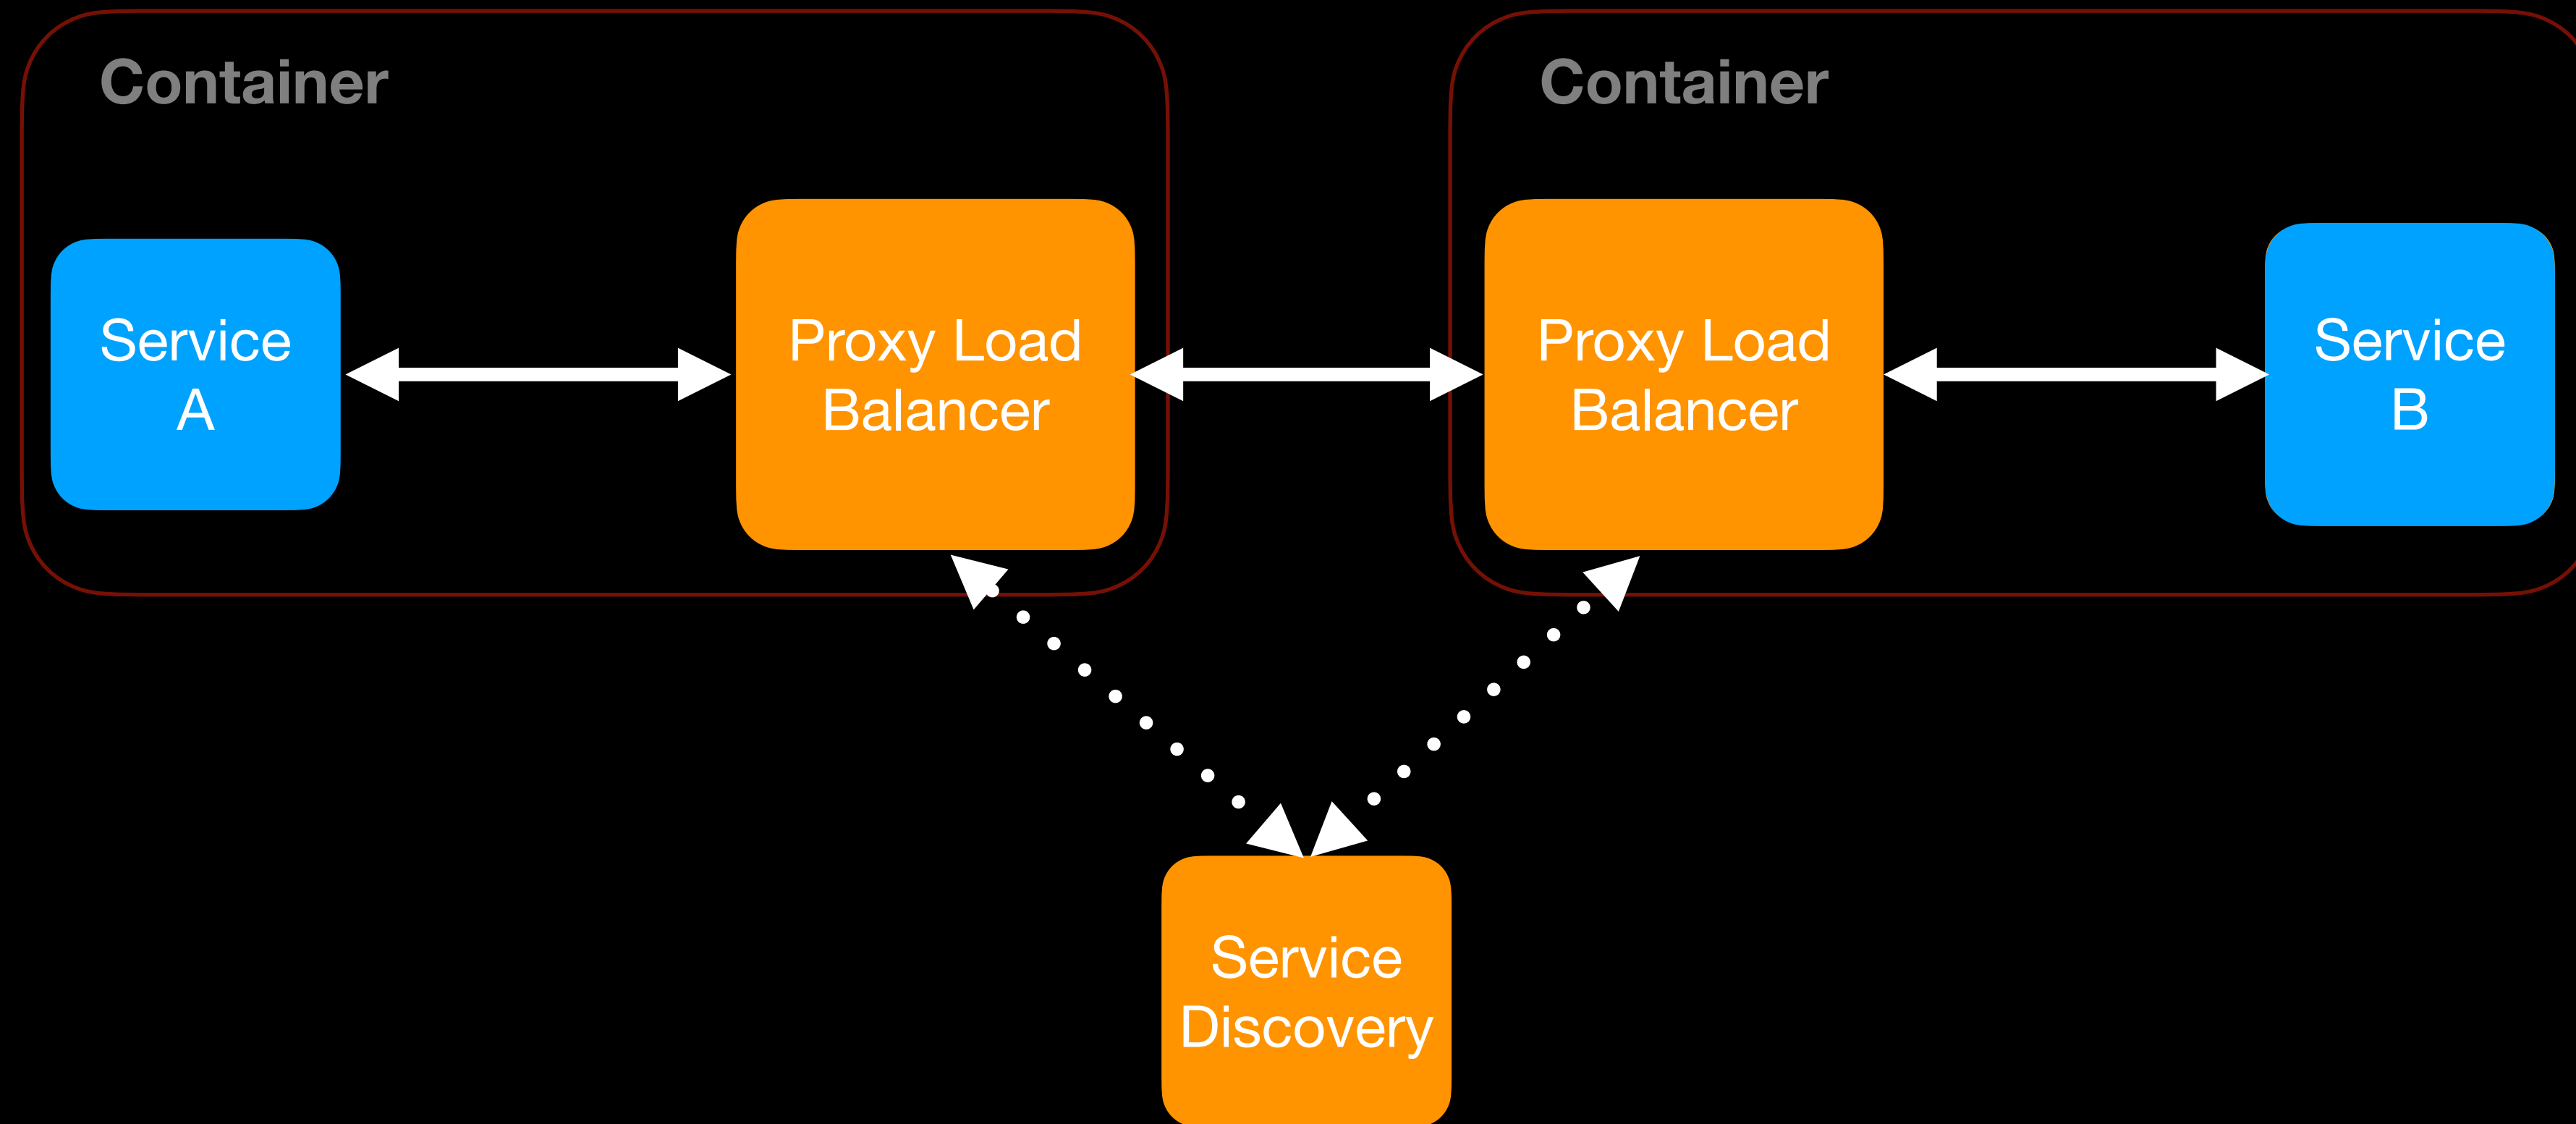 Container
Container
Service
A
Proxy Load
Balancer
Proxy Load
Balancer
Service
B
Service
Discovery